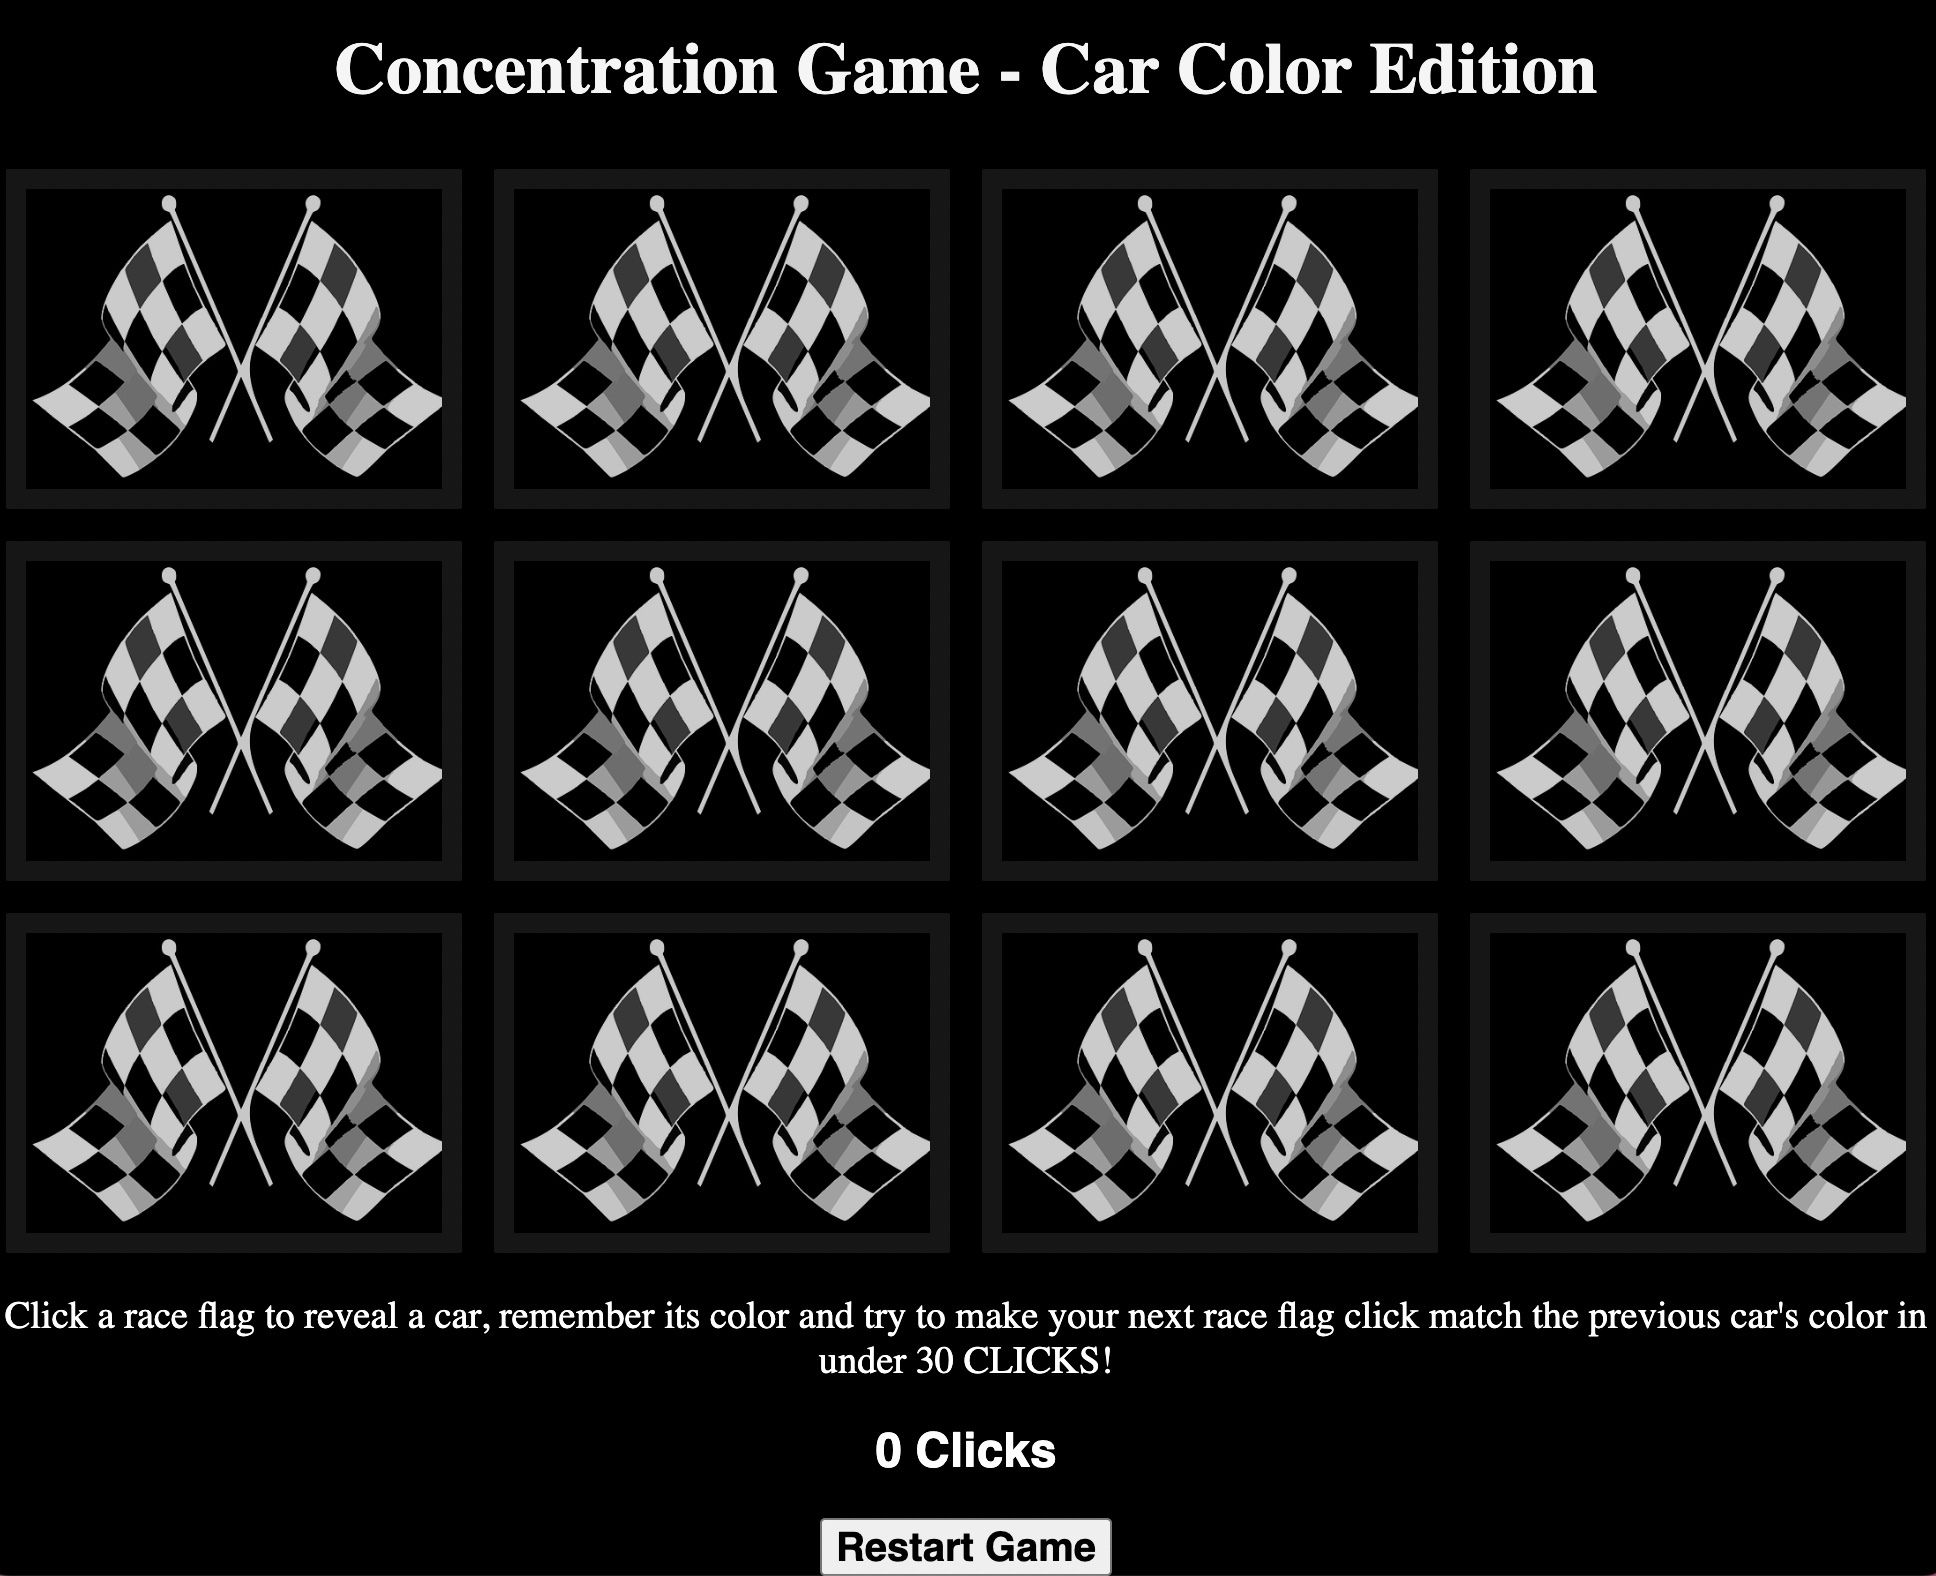 Concentration Game - Car Color Edition
Click a race flag to reveal a car, remember its color and try to make your next race flag click match the previous car's color in
under 30 CLICKS!
0 Clicks
Restart Game